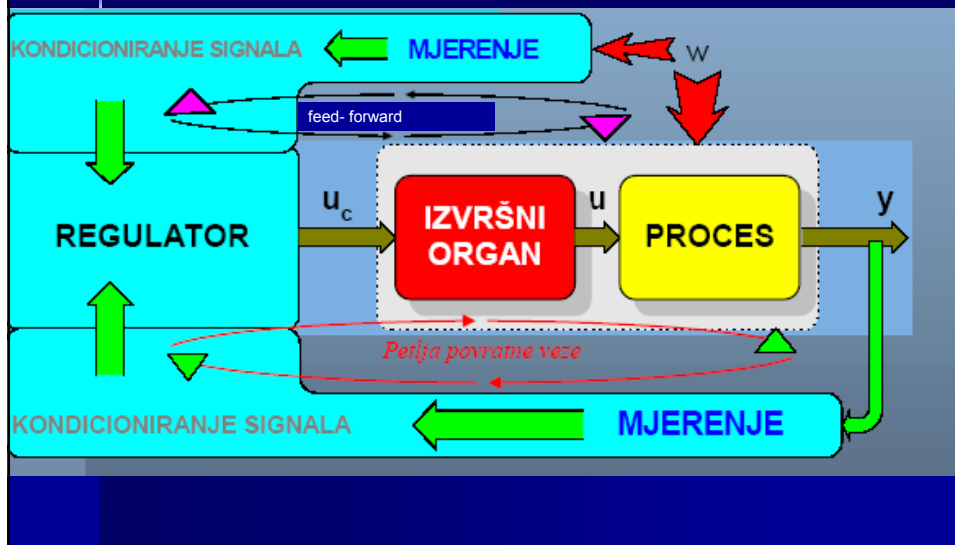 KONDICIONIRANJE SIGNALA
MJERENJE
w
feed- forward
REGULATOR
uc
IZVRŠNI
ORGAN
u
PROCES
y
Petlja povratne veze
KONDICIONIRANJE SIGNALA
MJERENJE